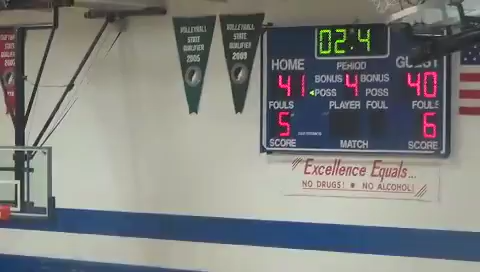 VOLLEYBALL
STATE
QUALIFIER
2005
VOLLEYBALL
STATE
QUALIFIER
2009
02:4
HOME PERIOD GUEST
41 BONUS 4 BONUS 40
POSS POSS
FOULS PLAYER FOUL FOULS
5 6
SCORE MATCH SCORE
Excellence Equals...
NO DRUGS! • NO ALCOHOL!